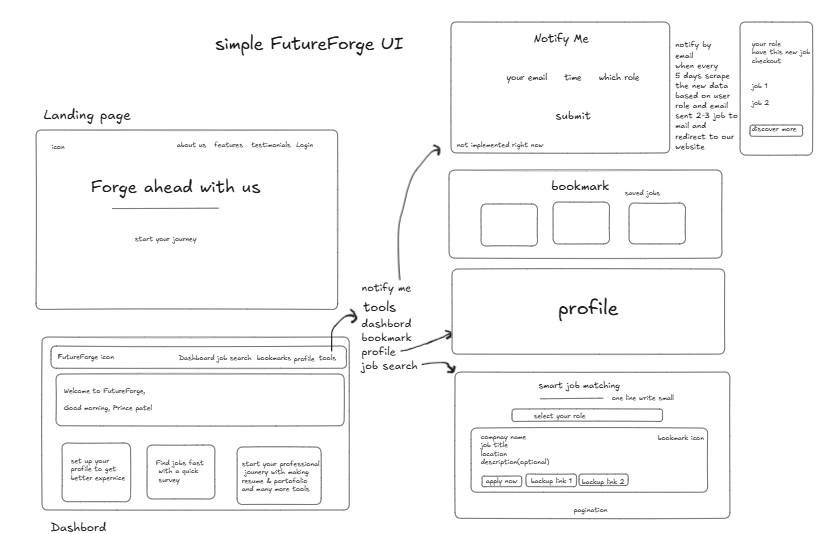 simple FutureForge UI
Landing page
icon
about us features testimonials Login
Forge ahead with us
start your journey
FutureForge icon
Dashboard job search bookmarks profile tools
Welcome to FutureForge,
Good morning, Prince patel
set up your
profile to get
better expernice
Find jobs fast
with a quick
survey
start your professional
jounery with making
resume & portofolio
and many more tools
Dashbord
notify me
tools
dashbord
bookmark
profile
job search
Notify Me
your email time which role
submit
not implemented right now
notify by
email
when every
5 days scrape
the new data
based on user
role and email
sent 2-3 job to
mail and
redirect to our
website
your role
have this new job
checkout
job 1
job 2
discover more
bookmark
saved jobs
profile
smart job matching
one line write small
select your role
compnay name
bookmark icon
job title
location
description(optional)
apply now
backup link 1
backup link 2
pagination